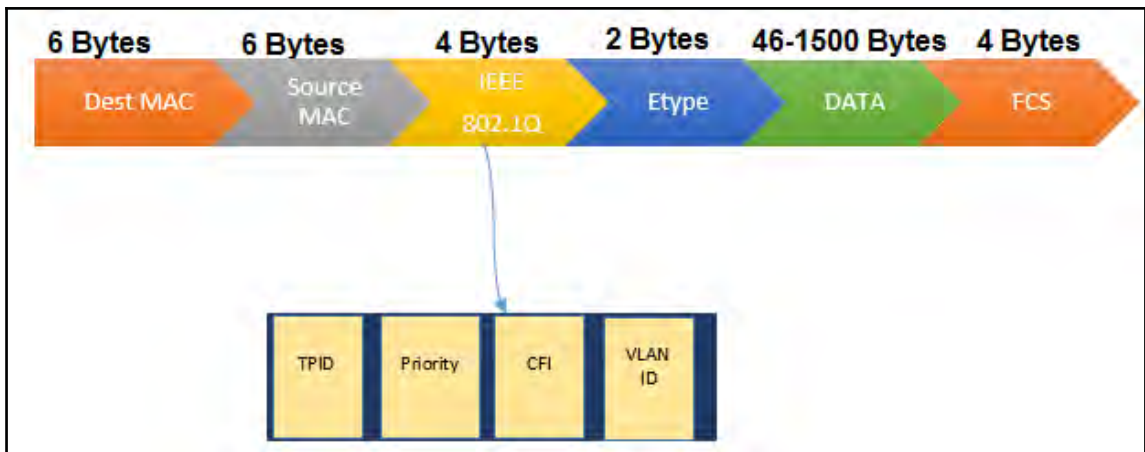 6 Bytes 6 Bytes 4 Bytes 2 Bytes 46-1500 Bytes 4 Bytes
Dest MAC
Source
MAC
IEEE
802.1Q
Etype
DATA
FCS
TPID
Priority
CFI
VLAN
ID